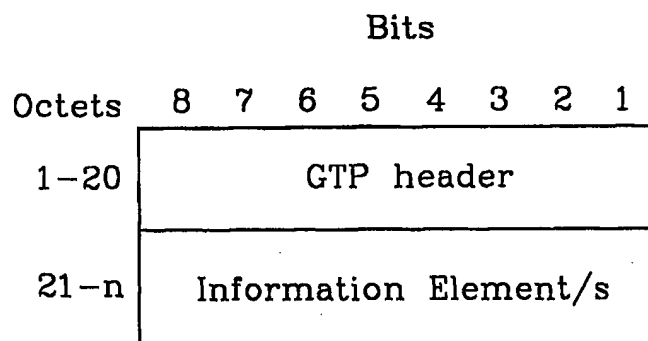 Bits
Octets 8 7 6 5 4 3 2 1
1-20 GTP header
21-n Information Element/s